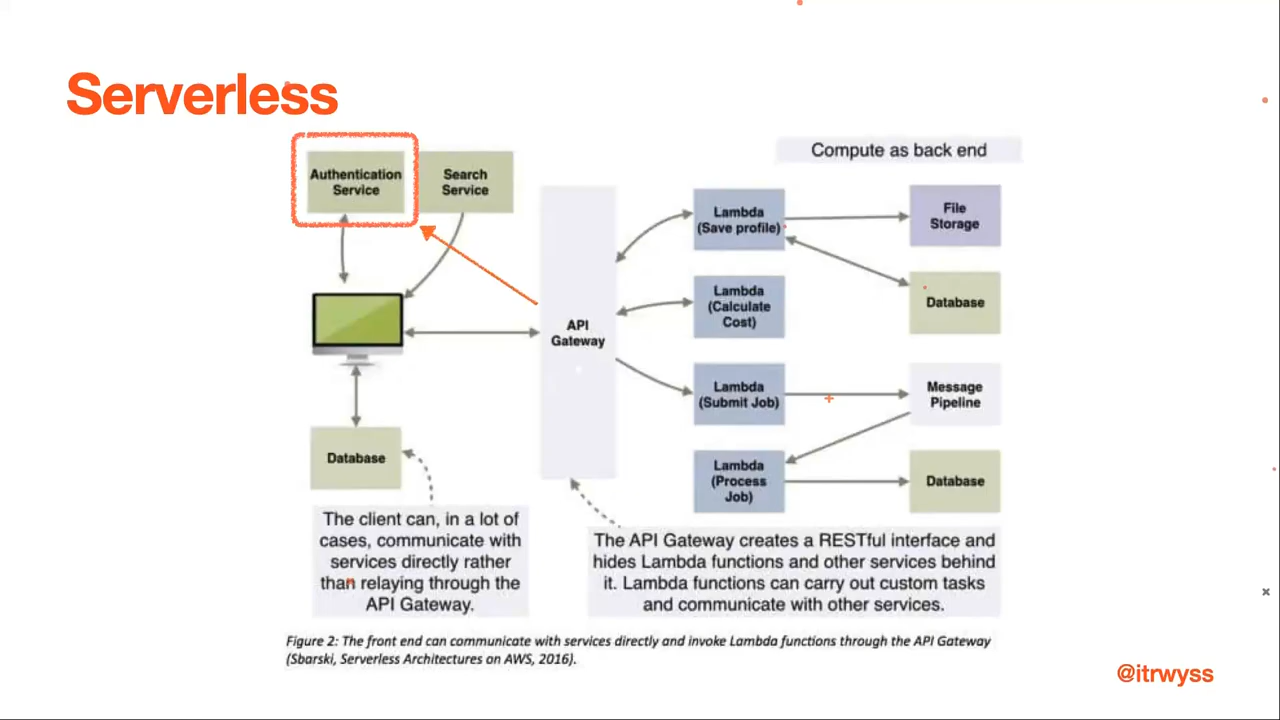 Serverless
Authentication
Service
Search
Service
Compute as back end
Lambda
(Save profile)
File
Storage
Lambda
(Calculate
Cost)
Database
API
Gateway
Lambda
(Submit Job)
Message
Pipeline
Database
Lambda
(Process
Job)
Database
The client can, in a lot of
cases, communicate with
services directly rather
than relaying through the
API Gateway.
The API Gateway creates a RESTful interface and
hides Lambda functions and other services behind
it. Lambda functions can carry out custom tasks
and communicate with other services.
Figure 2: The front end can communicate with services directly and invoke Lambda functions through the API Gateway
(Sbarski, Serverless Architectures on AWS, 2016).
@itrwyss